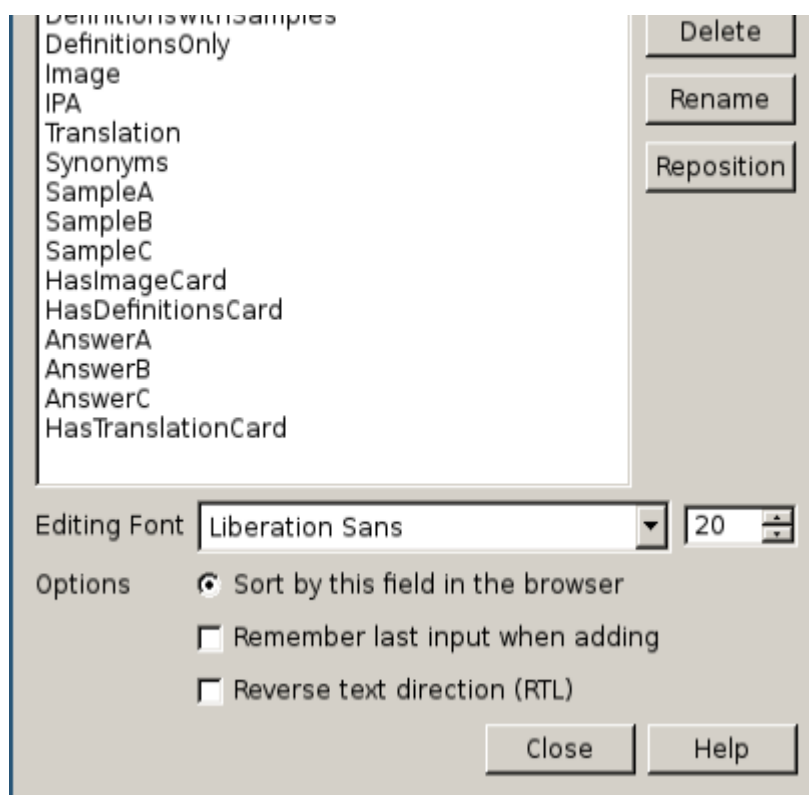 DefinitionswithSamples
DefinitionsOnly
Image
IPA
Translation
Synonyms
SampleA
SampleB
SampleC
HasImageCard
HasDefinitionsCard
AnswerA
AnswerB
AnswerC
HasTranslationCard
Delete
Rename
Reposition
Editing Font Liberation Sans 20
Options Sort by this field in the browser
Remember last input when adding
Reverse text direction (RTL)
Close Help